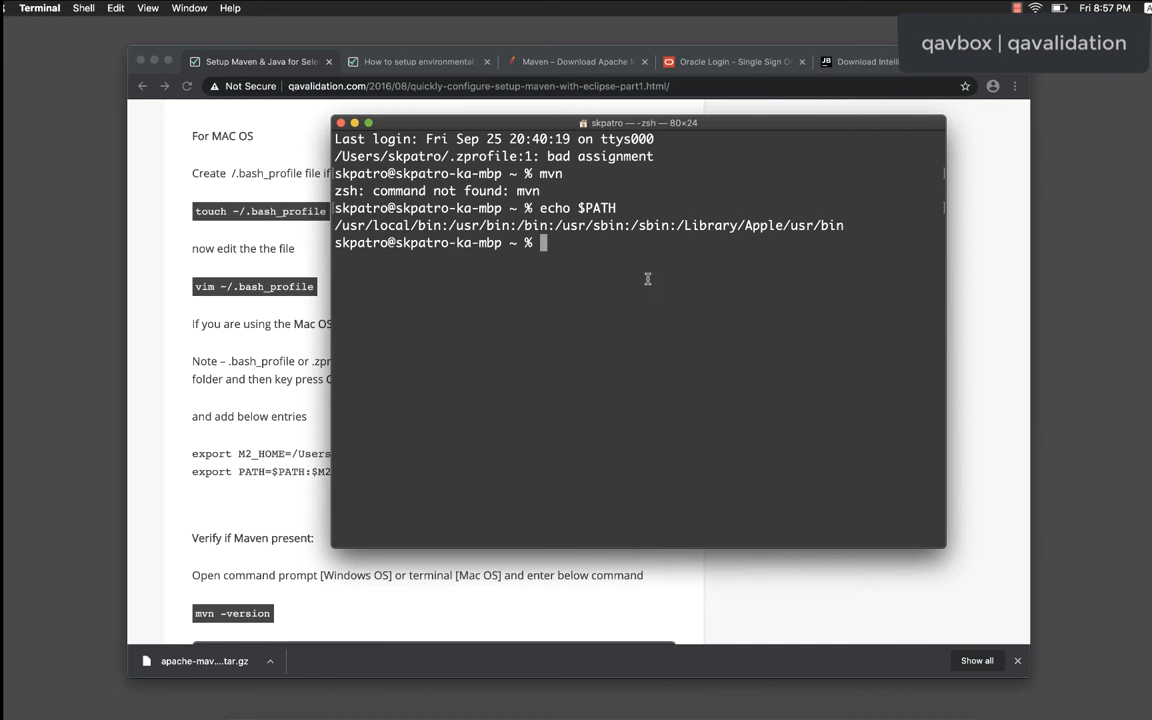 Terminal Shell Edit View Window Help Fri 8:57 PM
qavbox | qavalidation
Setup Maven & Java for Sele
How to setup environmental
Maven – Download Apache M
Oracle Login - Single Sign O
JB Download Intelli
Not Secure | qavalidation.com/2016/08/quickly-configure-setup-maven-with-eclipse-part1.html/
For MAC OS
Create /.bash_profile file if
touch ~/.bash_profile
now edit the the file
vim ~/.bash_profile
If you are using the Mac OS
Note – .bash_profile or .zpr
folder and then key press C
and add below entries
export M2_HOME=/Users
export PATH=$PATH:$M2
Verify if Maven present:
Open command prompt [Windows OS] or terminal [Mac OS] and enter below command
mvn -version
skpatro — -zsh — 80×24
Last login: Fri Sep 25 20:40:19 on ttys000
/Users/skpatro/.zprofile:1: bad assignment
skpatro@skpatro-ka-mbp ~ % mvn
zsh: command not found: mvn
skpatro@skpatro-ka-mbp ~ % echo $PATH
/usr/local/bin:/usr/bin:/bin:/usr/sbin:/sbin:/Library/Apple/usr/bin
skpatro@skpatro-ka-mbp ~ %
apache-mav....tar.gz
Show all